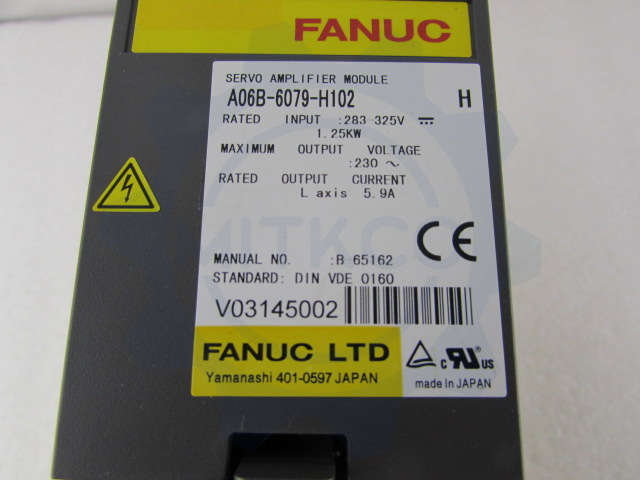 FANUC
SERVO AMPLIFIER MODULE
A06B-6079-H102 H
RATED INPUT :283-325V
1.25KW
MAXIMUM OUTPUT VOLTAGE
:230 ~
RATED OUTPUT CURRENT
L axis 5.9A
MANUAL NO. :B-65162
STANDARD: DIN VDE 0160
CE
V03145002
FANUC LTD
Yamanashi 401-0597 JAPAN
c RU us
made in JAPAN